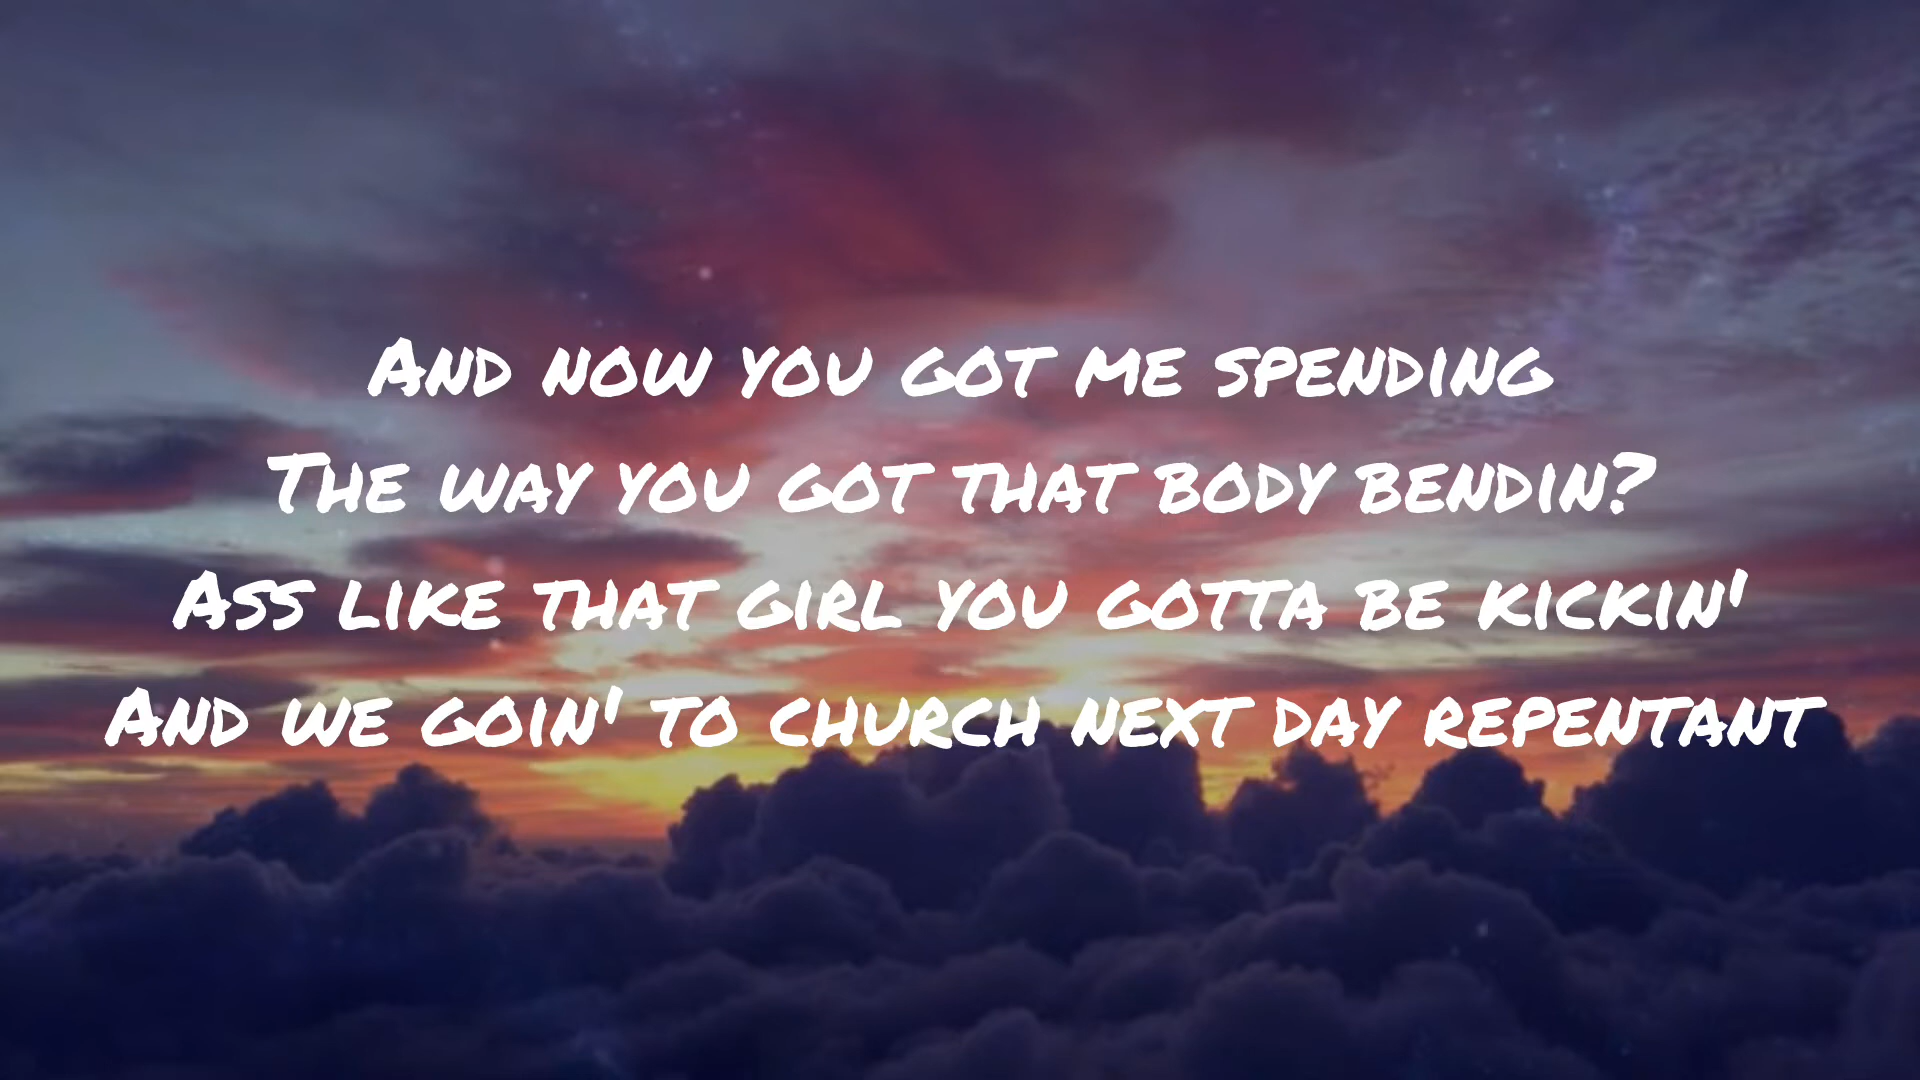 And now you got me spending
The way you got that body bendin?
Ass like that girl you gotta be kickin'
And we goin' to church next day repentant